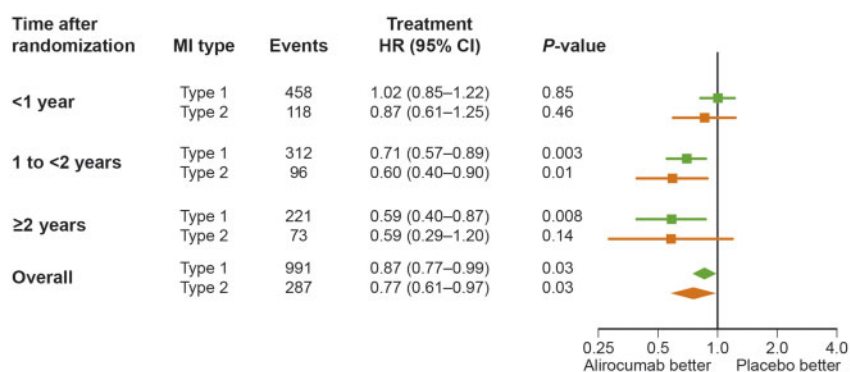 Time after randomization MI type Events Treatment HR (95% CI) P-value
<1 year
Type 1 458 1.02 (0.85–1.22) 0.85
Type 2 118 0.87 (0.61–1.25) 0.46
1 to <2 years
Type 1 312 0.71 (0.57–0.89) 0.003
Type 2 96 0.60 (0.40–0.90) 0.01
≥2 years
Type 1 221 0.59 (0.40–0.87) 0.008
Type 2 73 0.59 (0.29–1.20) 0.14
Overall
Type 1 991 0.87 (0.77–0.99) 0.03
Type 2 287 0.77 (0.61–0.97) 0.03
0.25 0.5 1.0 2.0 4.0
Alirocumab better Placebo better